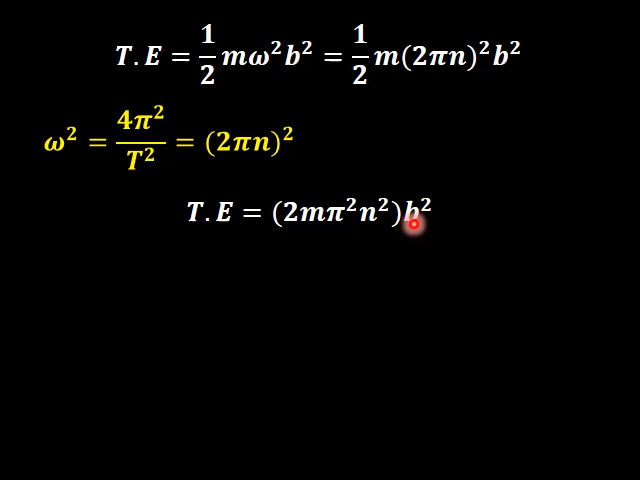 T.E = 1/2 mω²b² = 1/2 m(2πn)²b²
ω² = 4π²/T² = (2πn)²
T.E = (2mπ²n²)b²